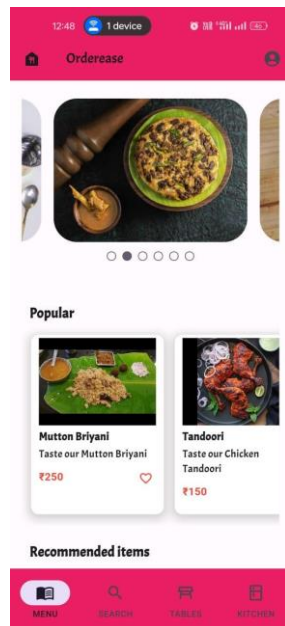 12:48
1 device
Orderease
Popular
Mutton Briyani
Taste our Mutton Briyani
₹250
Tandoori
Taste our Chicken
Tandoori
₹150
Recommended items
MENU
SEARCH
TABLES
KITCHEN